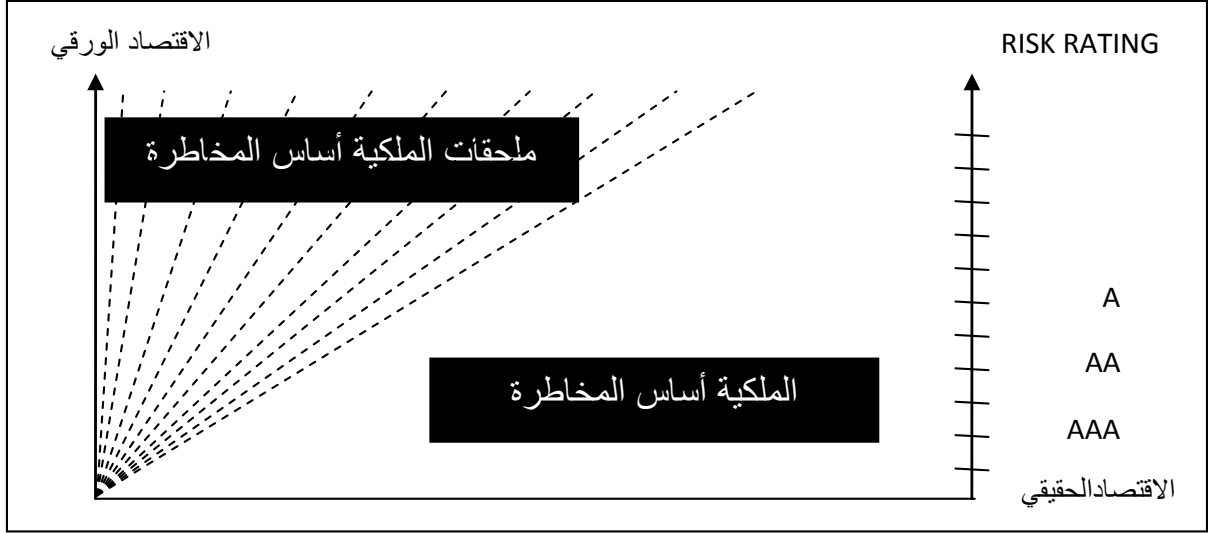 الاقتصاد الورقي
RISK RATING
ملحقات الملكية أساس المخاطرة
A
الملكية أساس المخاطرة
AA
AAA
الاقتصادالحقيقي